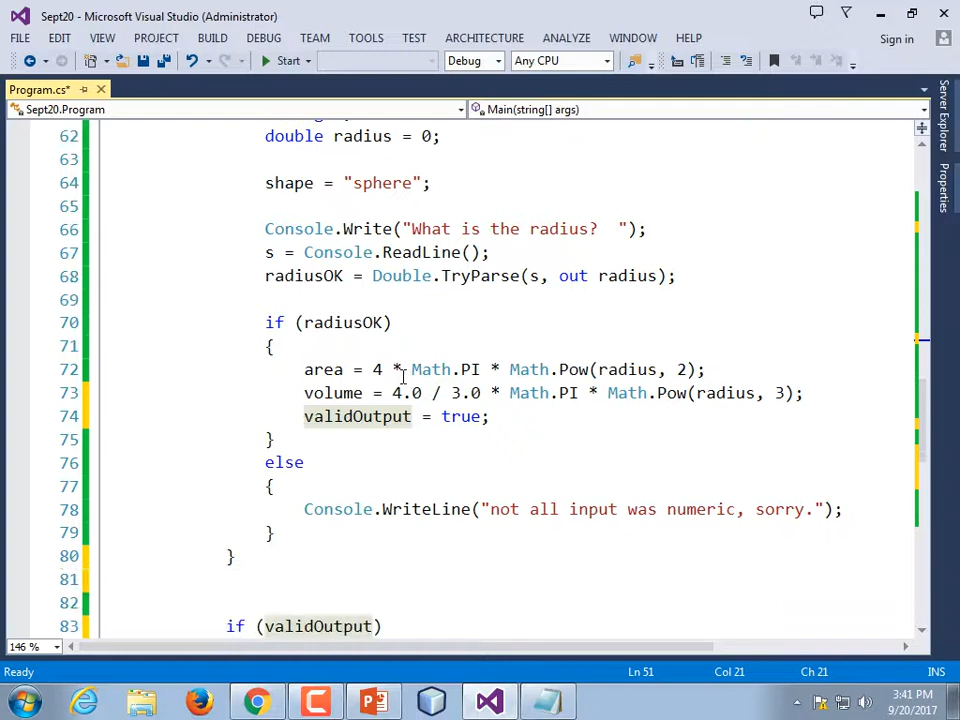 Sept20 - Microsoft Visual Studio (Administrator)
FILE EDIT VIEW PROJECT BUILD DEBUG TEAM TOOLS TEST ARCHITECTURE ANALYZE WINDOW HELP Sign in
Start Debug Any CPU
Program.cs*
Sept20.Program Main(string[] args)
62 double radius = 0;
63
64 shape = "sphere";
65
66 Console.Write("What is the radius?  ");
67 s = Console.ReadLine();
68 radiusOK = Double.TryParse(s, out radius);
69
70 if (radiusOK)
71 {
72 area = 4 * Math.PI * Math.Pow(radius, 2);
73 volume = 4.0 / 3.0 * Math.PI * Math.Pow(radius, 3);
74 validOutput = true;
75 }
76 else
77 {
78 Console.WriteLine("not all input was numeric, sorry.");
79 }
80 }
81
82
83 if (validOutput)
146 %
Ready Ln 51 Col 21 Ch 21 INS
Server Explorer
Properties
3:41 PM
9/20/2017